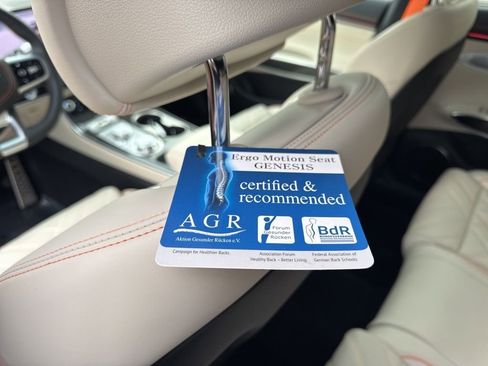 Ergo Motion Seat
GENESIS
certified &
recommended
AGR
Aktion Gesunder Rücken e.V.
Forum
Gesunder
Rücken
BdR
Campaign for Healthier Backs
Association Forum
Healthy Back – Better Living
Federal Association of
German Back Schools